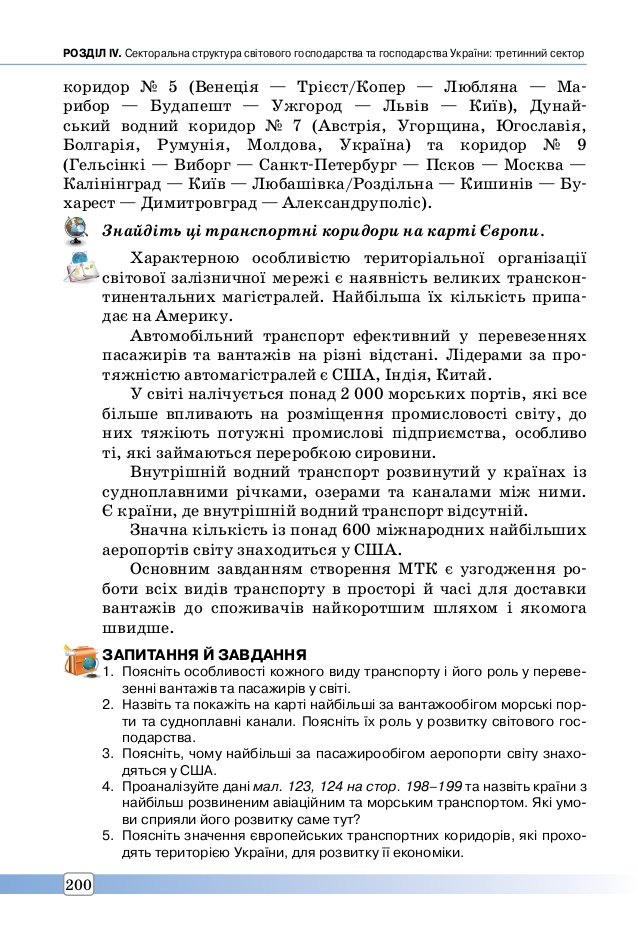 РОЗДІЛ IV. Секторальна структура світового господарства та господарства України: третинний сектор
коридор № 5 (Венеція — Трієст/Копер — Любляна — Ма-
рибор — Будапешт — Ужгород — Львів — Київ), Дунай-
ський водний коридор № 7 (Австрія, Угорщина, Югославія,
Болгарія, Румунія, Молдова, Україна) та коридор № 9
(Гельсінкі — Виборг — Санкт-Петербург — Псков — Москва —
Калінінград — Київ — Любашівка/Роздільна — Кишинів — Бу-
харест — Димитровград — Александруполіс).
Знайдіть ці транспортні коридори на карті Європи.
Характерною особливістю територіальної організації
світової залізничної мережі є наявність великих транскон-
тинентальних магістралей. Найбільша їх кількість припа-
дає на Америку.
Автомобільний транспорт ефективний у перевезеннях
пасажирів та вантажів на різні відстані. Лідерами за про-
тяжністю автомагістралей є США, Індія, Китай.
У світі налічується понад 2 000 морських портів, які все
більше впливають на розміщення промисловості світу, до
них тяжіють потужні промислові підприємства, особливо
ті, які займаються переробкою сировини.
Внутрішній водний транспорт розвинутий у країнах із
судноплавними річками, озерами та каналами між ними.
Є країни, де внутрішній водний транспорт відсутній.
Значна кількість із понад 600 міжнародних найбільших
аеропортів світу знаходиться у США.
Основним завданням створення МТК є узгодження ро-
боти всіх видів транспорту в просторі й часі для доставки
вантажів до споживачів найкоротшим шляхом і якомога
швидше.
ЗАПИТАННЯ Й ЗАВДАННЯ
1. Поясніть особливості кожного виду транспорту і його роль у переве-
зенні вантажів та пасажирів у світі.
2. Назвіть та покажіть на карті найбільші за вантажообігом морські пор-
ти та судноплавні канали. Поясніть їх роль у розвитку світового гос-
подарства.
3. Поясніть, чому найбільші за пасажирообігом аеропорти світу знахо-
дяться у США.
4. Проаналізуйте дані мал. 123, 124 на стор. 198–199 та назвіть країни з
найбільш розвиненим авіаційним та морським транспортом. Які умо-
ви сприяли його розвитку саме тут?
5. Поясніть значення європейських транспортних коридорів, які прохо-
дять територією України, для розвитку її економіки.
200